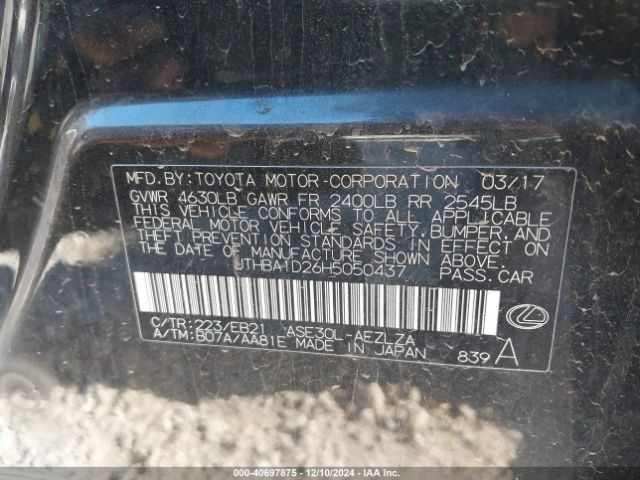 MFD. BY: TOYOTA MOTOR CORPORATION 03/17
GVWR 4630LB GAWR FR 2400LB RR 2545LB
THIS VEHICLE CONFORMS TO ALL APPLICABLE
FEDERAL MOTOR VEHICLE SAFETY, BUMPER, AND
THEFT PREVENTION STANDARDS IN EFFECT ON
THE DATE OF MANUFACTURE SHOWN ABOVE.
JTHBA1D26H5050437 PASS. CAR
C/TR: 223/EB21 ASE30L-AEZLZA
A/TM: B07A/AA81E MADE IN JAPAN 839 A
000-40697875 - 12/10/2024 - IAA Inc.